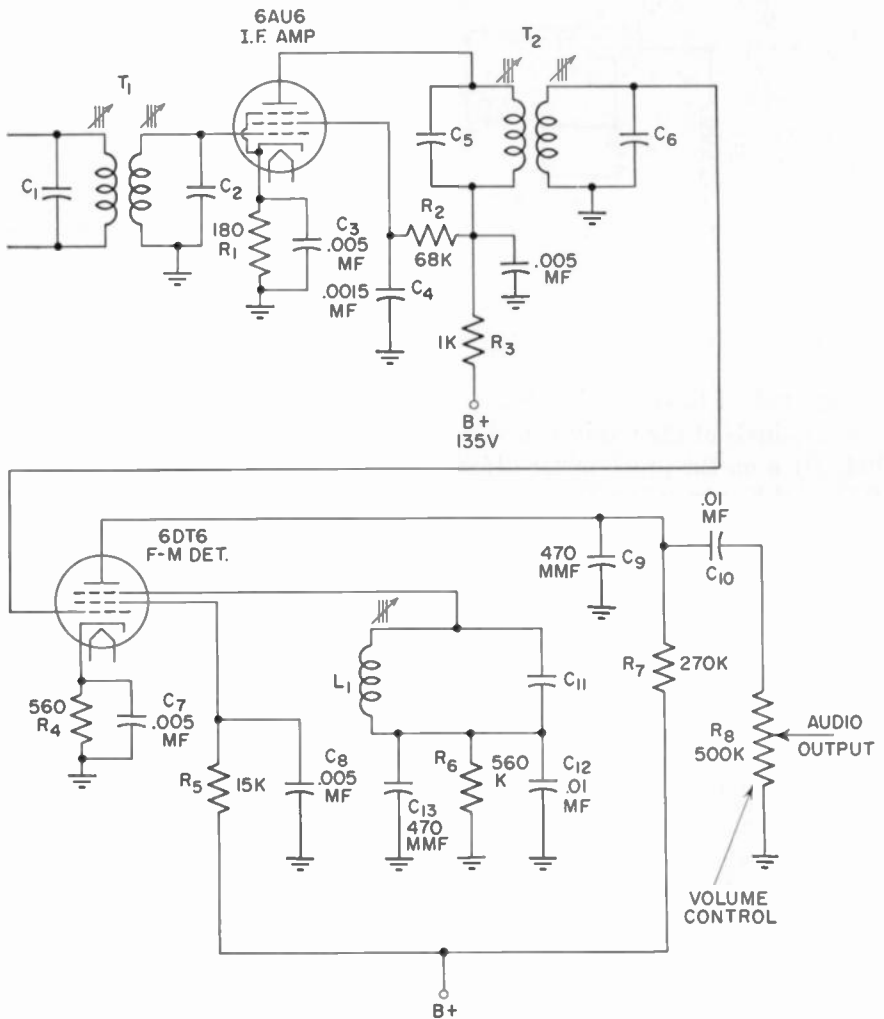 6AU6
I.F. AMP
T2
T1
C1
C2
180
R1
C3
.005
MF
.0015
MF
C4
R2
68K
.005
MF
C5
C6
1K
R3
B+
135V
6DT6
F-M DET.
.01
MF
C10
470
MMF
C9
R7
270K
R8
500K
AUDIO
OUTPUT
VOLUME
CONTROL
560
R4
C7
.005
MF
R5
15K
C8
.005
MF
L1
C11
C13
470
MMF
R6
560
K
C12
.01
MF
B+